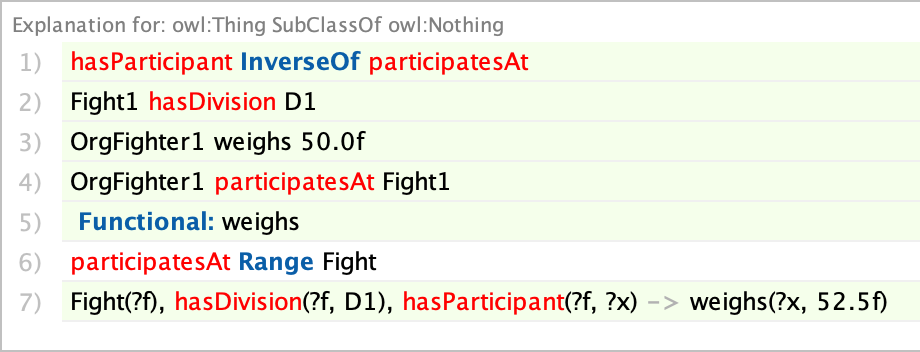 Explanation for: owl:Thing SubClassOf owl:Nothing
1) hasParticipant InverseOf participatesAt
2) Fight1 hasDivision D1
3) OrgFighter1 weighs 50.0f
4) OrgFighter1 participatesAt Fight1
5) Functional: weighs
6) participatesAt Range Fight
7) Fight(?f), hasDivision(?f, D1), hasParticipant(?f, ?x) -> weighs(?x, 52.5f)